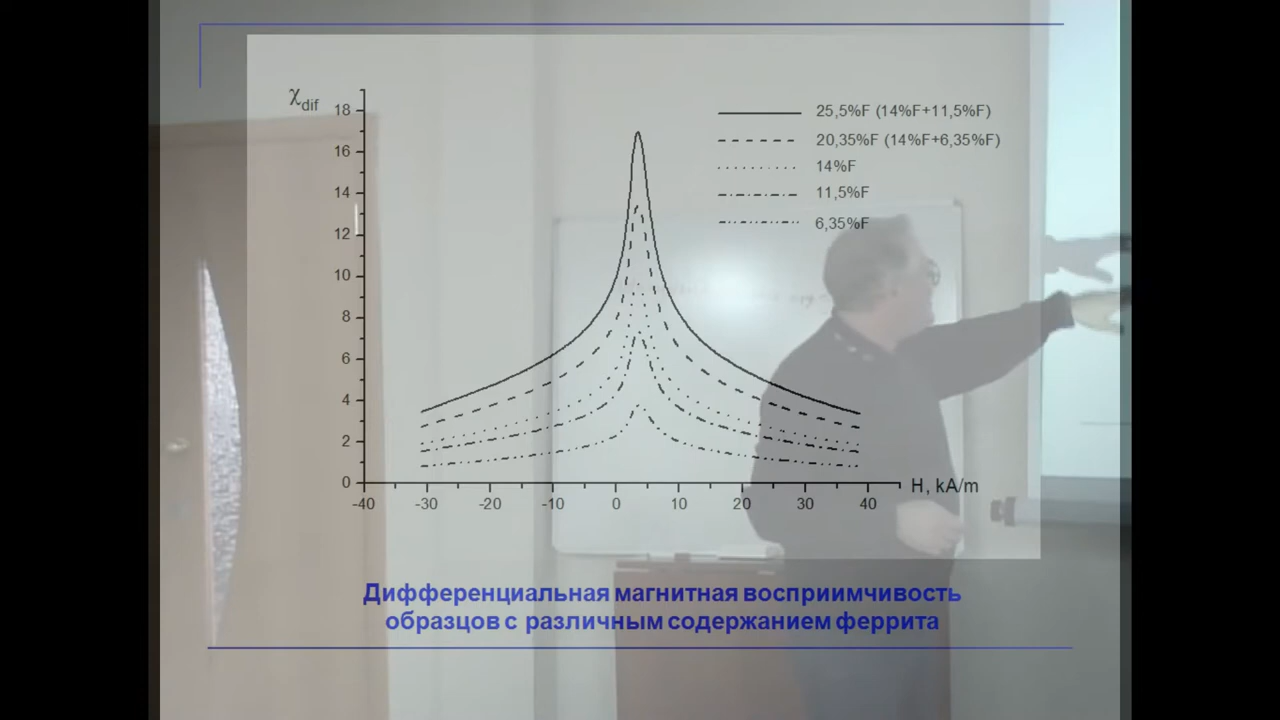 χdif
18
16
14
12
10
8
6
4
2
0
-40 -30 -20 -10 0 10 20 30 40
H, kA/m
25,5%F (14%F+11,5%F)
20,35%F (14%F+6,35%F)
14%F
11,5%F
6,35%F
Дифференциальная магнитная восприимчивость
образцов с различным содержанием феррита